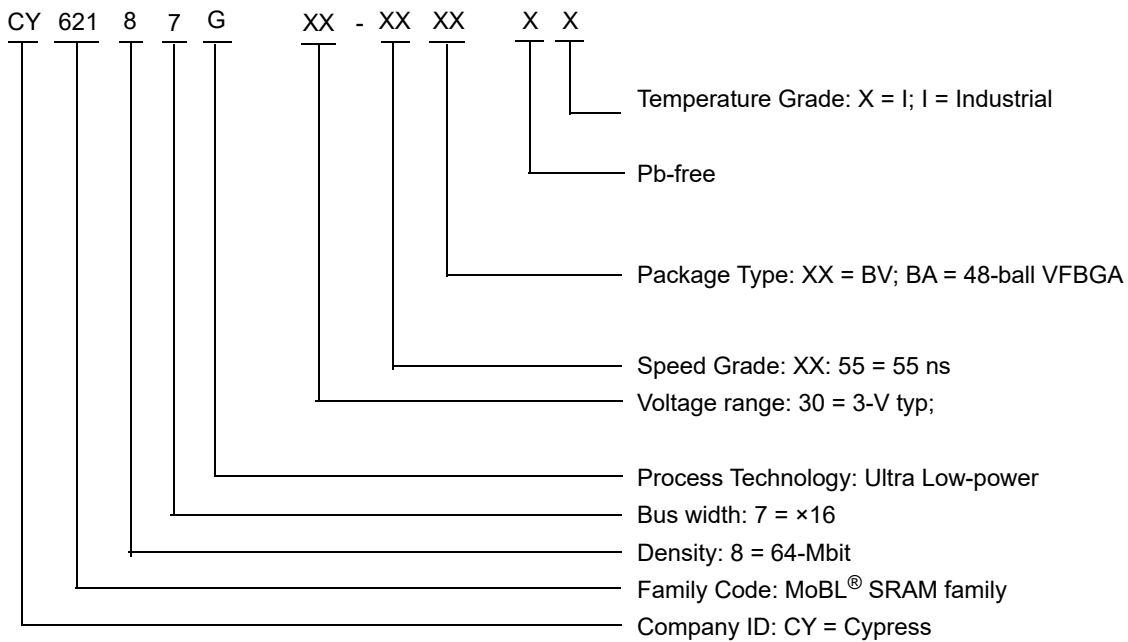 CY 621 8 7 G XX - XX XX X X
Temperature Grade: X = I; I = Industrial
Pb-free
Package Type: XX = BV; BA = 48-ball VFBGA
Speed Grade: XX: 55 = 55 ns
Voltage range: 30 = 3-V typ;
Process Technology: Ultra Low-power
Bus width: 7 = ×16
Density: 8 = 64-Mbit
Family Code: MoBL® SRAM family
Company ID: CY = Cypress